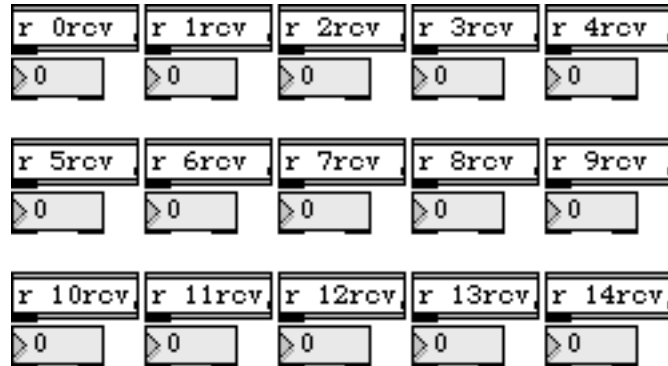 r 0rcv r 1rcv r 2rcv r 3rcv r 4rcv
0 0 0 0 0
r 5rcv r 6rcv r 7rcv r 8rcv r 9rcv
0 0 0 0 0
r 10rcv r 11rcv r 12rcv r 13rcv r 14rcv
0 0 0 0 0